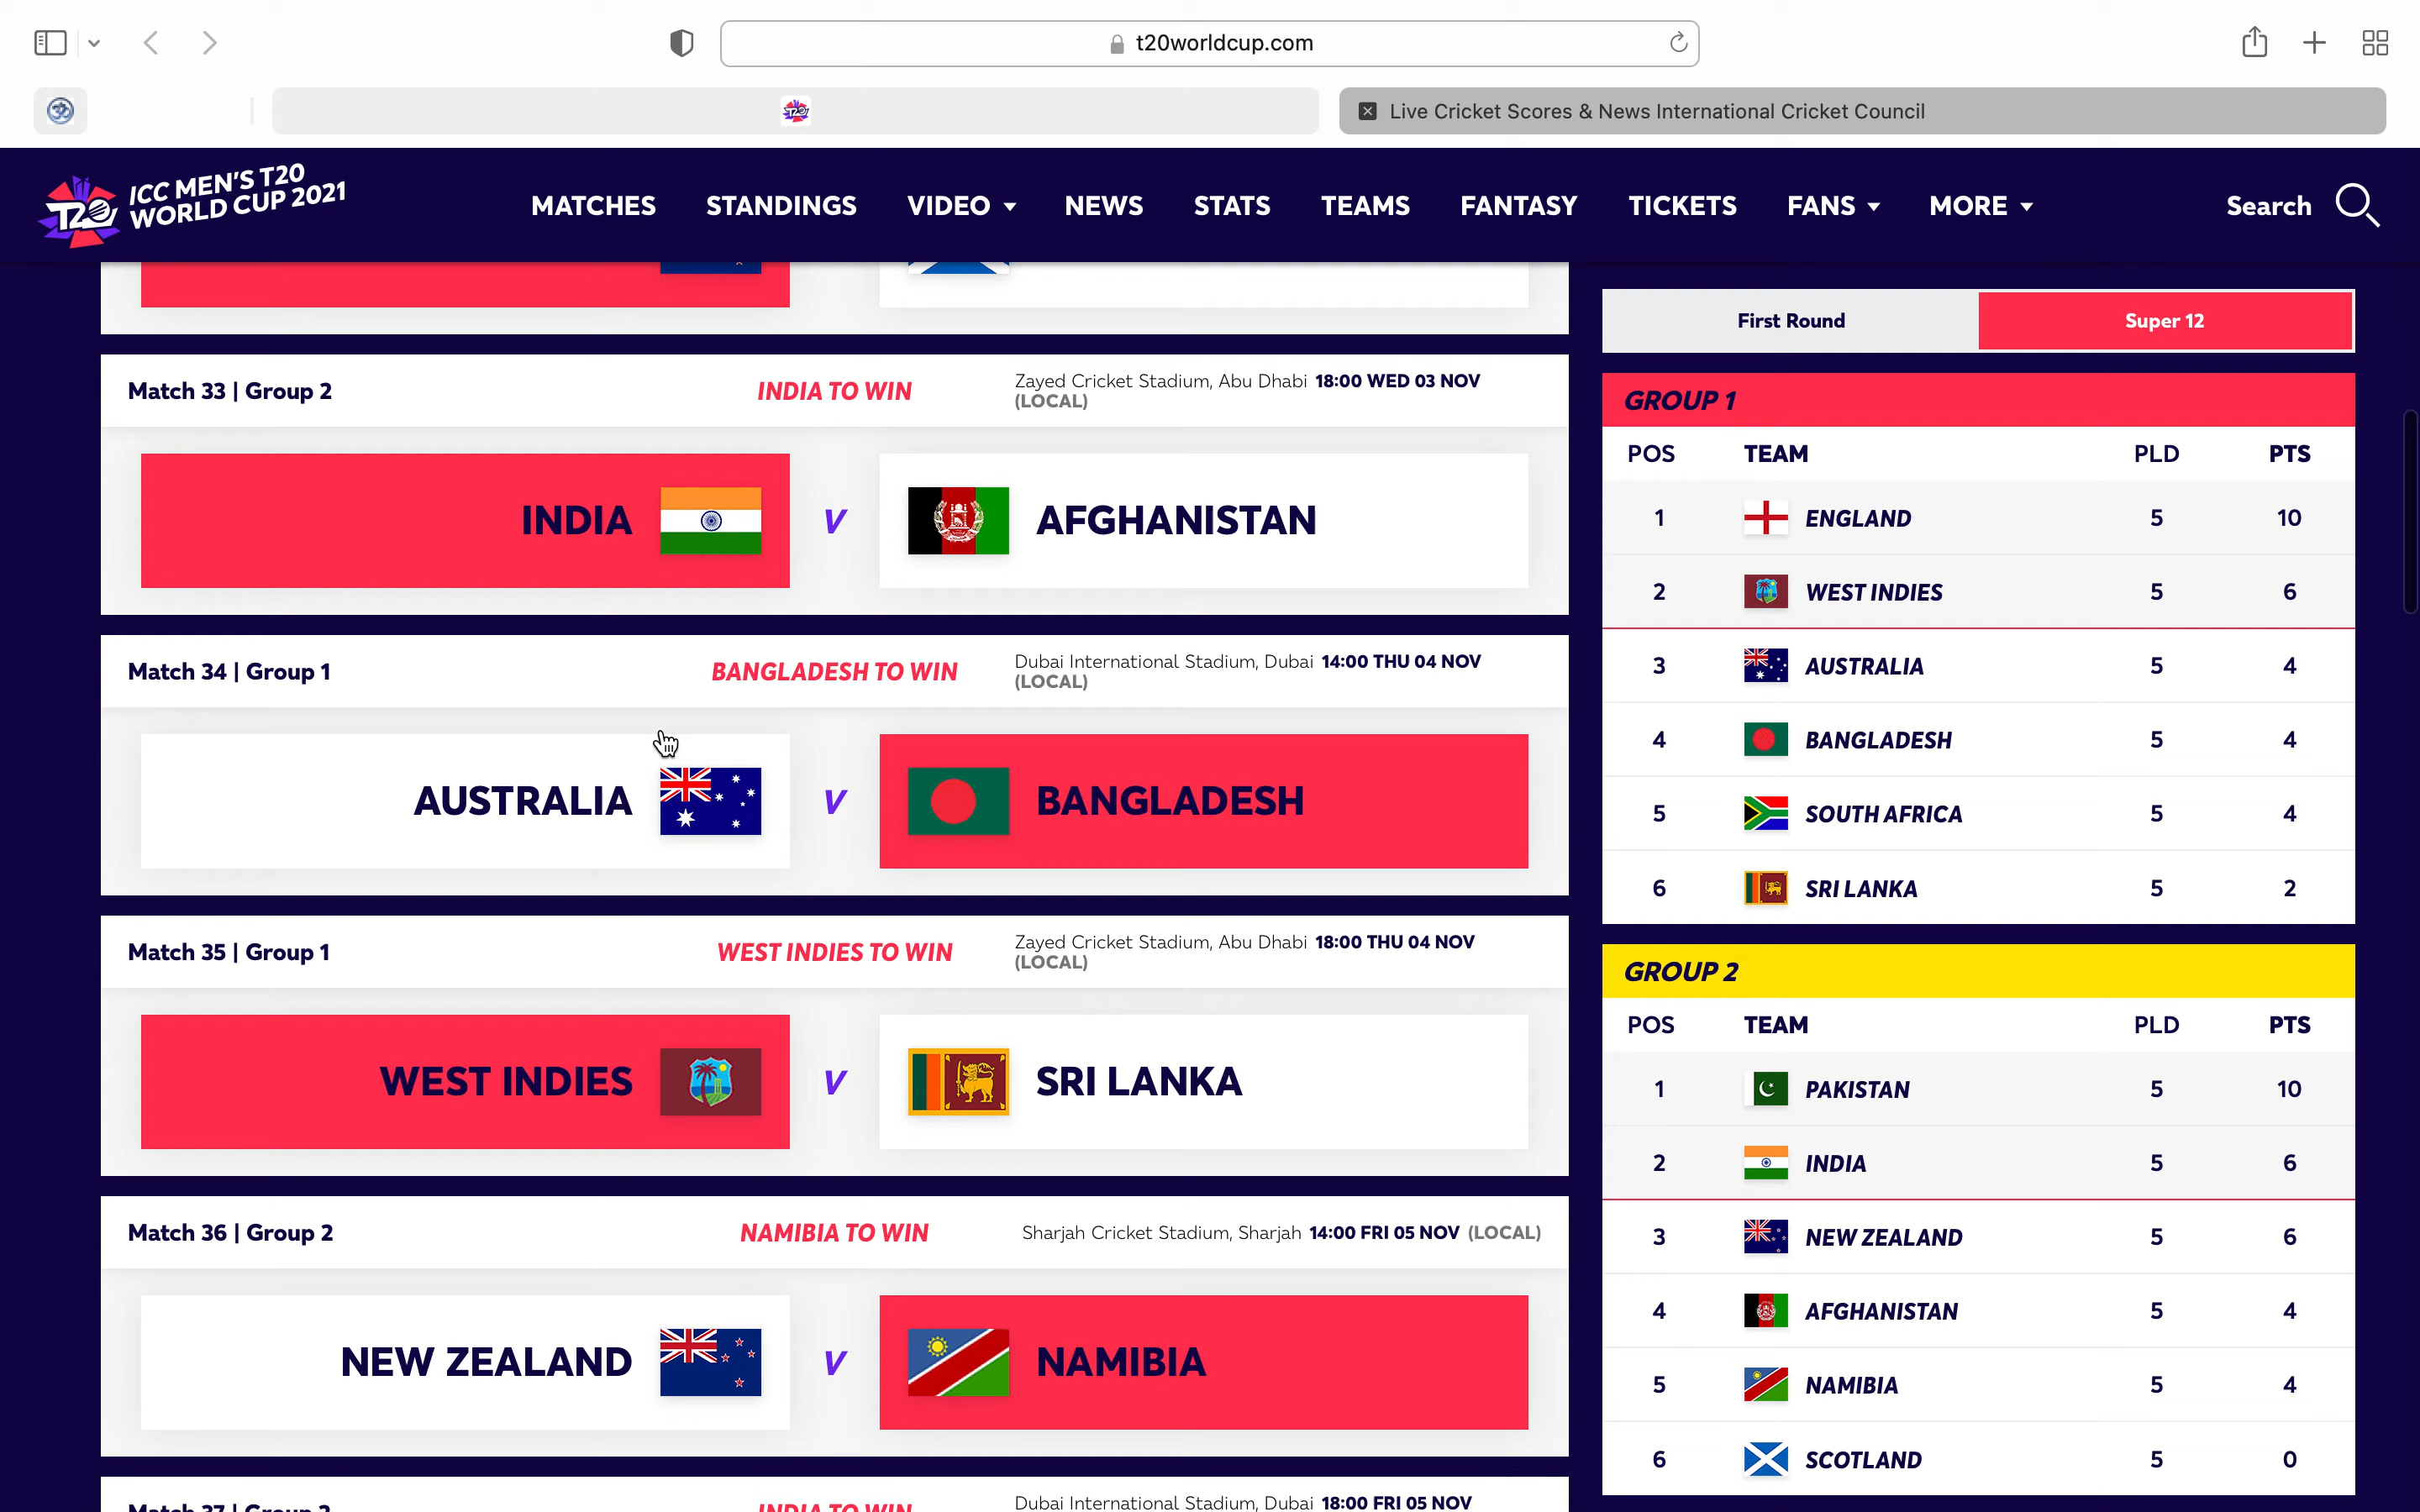 t20worldcup.com
Live Cricket Scores & News International Cricket Council
T20
ICC MEN'S T20
WORLD CUP 2021
MATCHES STANDINGS VIDEO NEWS STATS TEAMS FANTASY TICKETS FANS MORE Search
Match 33 | Group 2 INDIA TO WIN Zayed Cricket Stadium, Abu Dhabi 18:00 WED 03 NOV
(LOCAL)
INDIA V AFGHANISTAN
Match 34 | Group 1 BANGLADESH TO WIN Dubai International Stadium, Dubai 14:00 THU 04 NOV
(LOCAL)
AUSTRALIA V BANGLADESH
Match 35 | Group 1 WEST INDIES TO WIN Zayed Cricket Stadium, Abu Dhabi 18:00 THU 04 NOV
(LOCAL)
WEST INDIES V SRI LANKA
Match 36 | Group 2 NAMIBIA TO WIN Sharjah Cricket Stadium, Sharjah 14:00 FRI 05 NOV (LOCAL)
NEW ZEALAND V NAMIBIA
Match 37 | Group 2 INDIA TO WIN Dubai International Stadium, Dubai 18:00 FRI 05 NOV
First Round Super 12
GROUP 1
POS TEAM PLD PTS
1 ENGLAND 5 10
2 WEST INDIES 5 6
3 AUSTRALIA 5 4
4 BANGLADESH 5 4
5 SOUTH AFRICA 5 4
6 SRI LANKA 5 2
GROUP 2
POS TEAM PLD PTS
1 PAKISTAN 5 10
2 INDIA 5 6
3 NEW ZEALAND 5 6
4 AFGHANISTAN 5 4
5 NAMIBIA 5 4
6 SCOTLAND 5 0